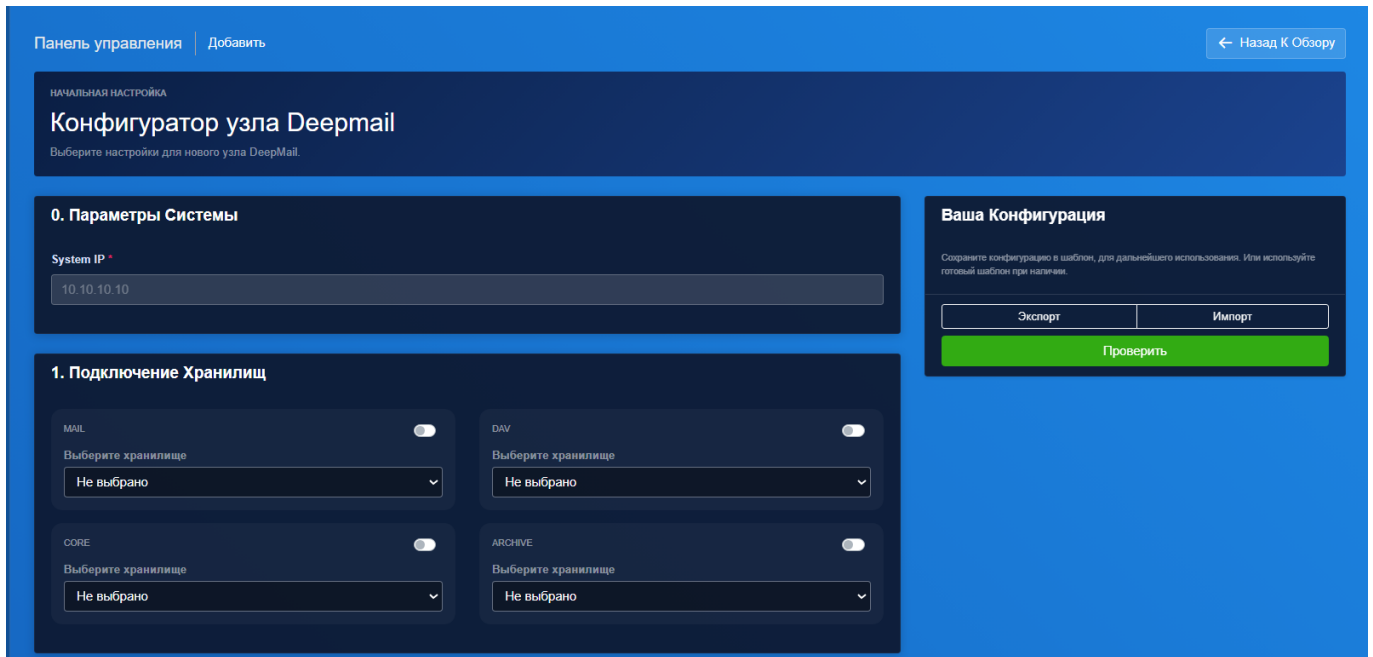 Панель управления
Добавить
← Назад К Обзору
НАЧАЛЬНАЯ НАСТРОЙКА
Конфигуратор узла Deepmail
Выберите настройки для нового узла DeepMail.
0. Параметры Системы
System IP *
10.10.10.10
Ваша Конфигурация
Сохраните конфигурацию в шаблон, для дальнейшего использования. Или используйте
готовый шаблон при наличии.
Экспорт
Импорт
Проверить
1. Подключение Хранилищ
MAIL
Выберите хранилище
Не выбрано
DAV
Выберите хранилище
Не выбрано
CORE
Выберите хранилище
Не выбрано
ARCHIVE
Выберите хранилище
Не выбрано